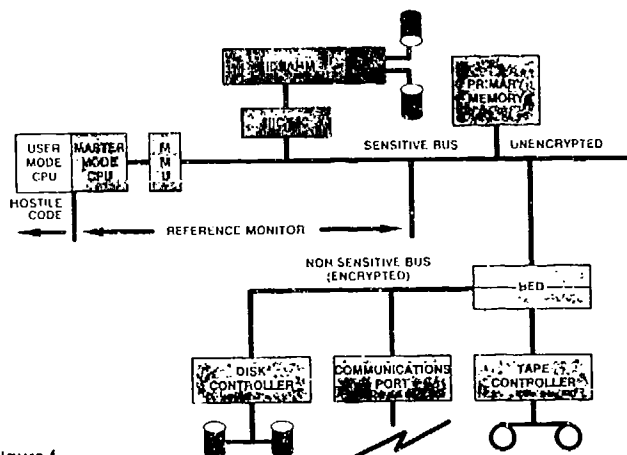 PRIMARY
MEMORY
SENSITIVE BUS
UNENCRYPTED
USER
MODE
CPU
MASTER
MODE
CPU
M
M
U
HOSTILE
CODE
REFERENCE MONITOR
NON SENSITIVE BUS
(ENCRYPTED)
BED
DISK
CONTROLLER
COMMUNICATIONS
PORT
TAPE
CONTROLLER